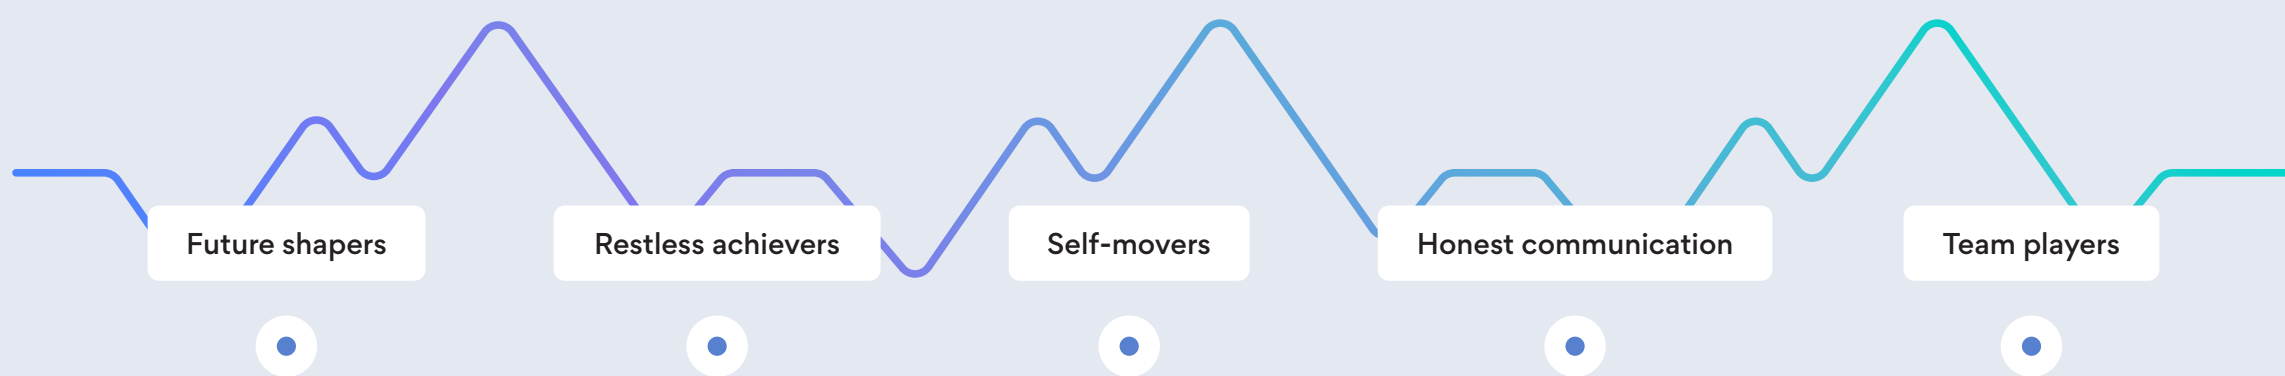 Future shapers
Restless achievers
Self-movers
Honest communication
Team players